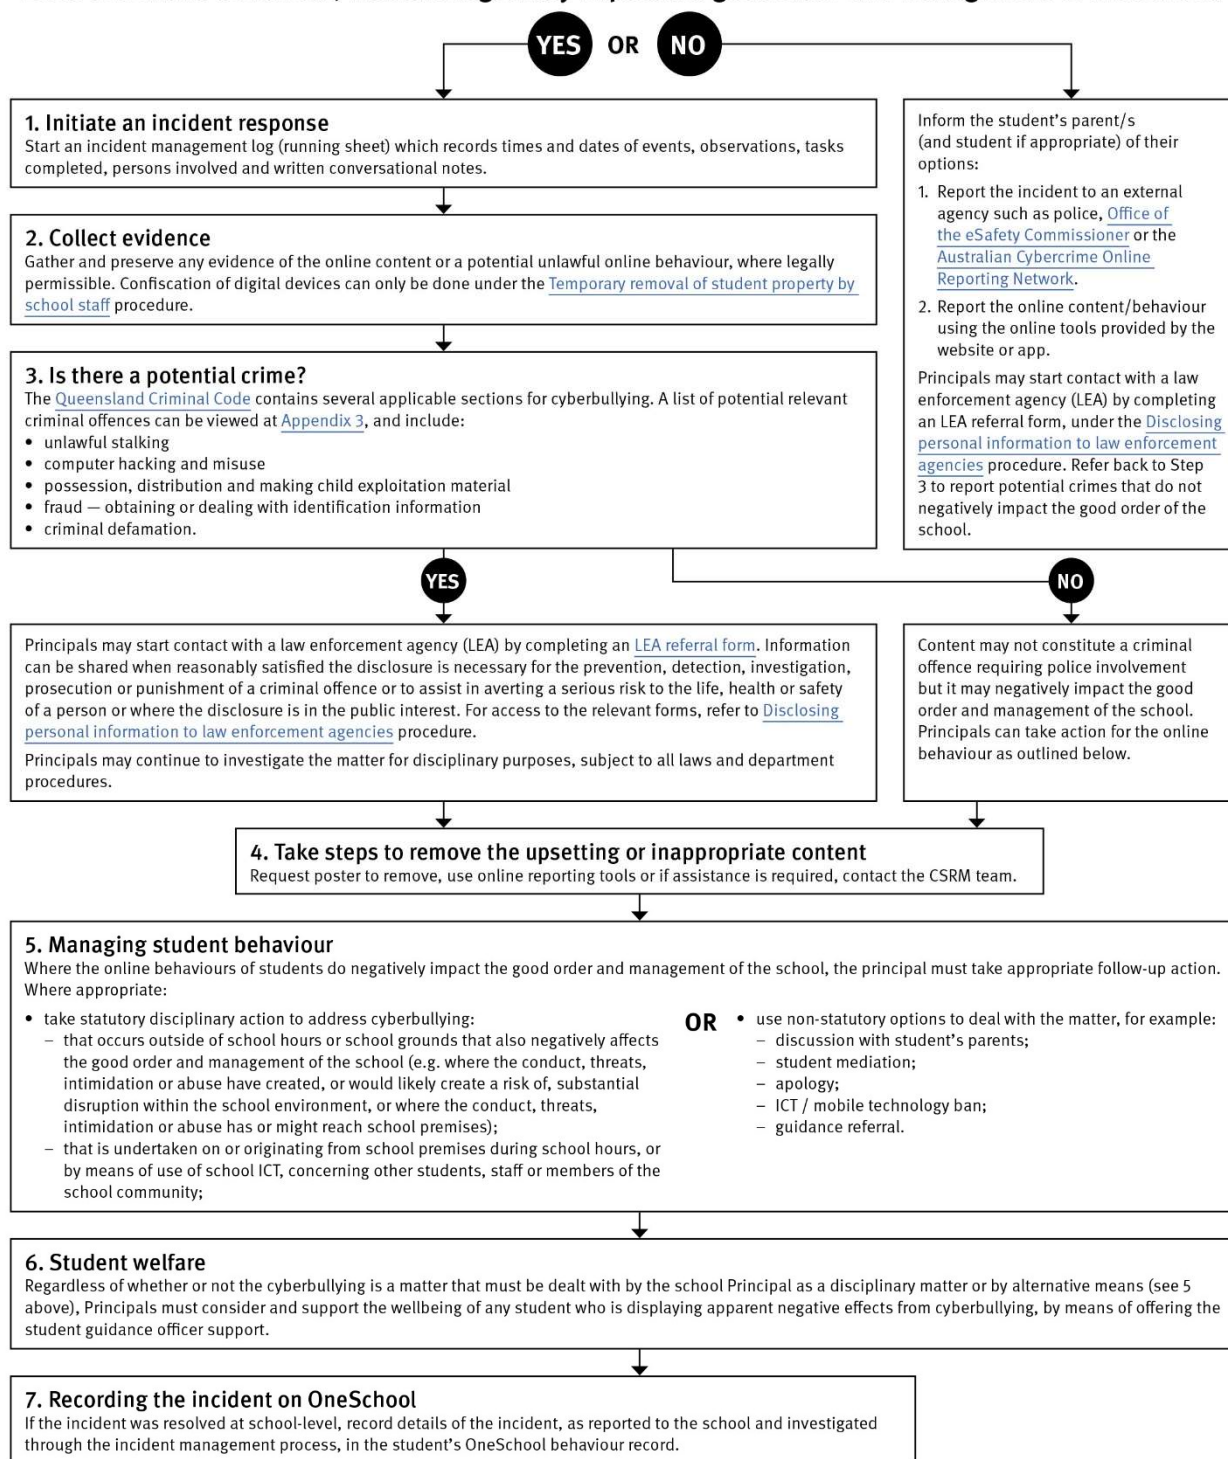 YES OR NO
1. Initiate an incident response
Start an incident management log (running sheet) which records times and dates of events, observations, tasks
completed, persons involved and written conversational notes.
2. Collect evidence
Gather and preserve any evidence of the online content or a potential unlawful online behaviour, where legally
permissible. Confiscation of digital devices can only be done under the Temporary removal of student property by
school staff procedure.
3. Is there a potential crime?
The Queensland Criminal Code contains several applicable sections for cyberbullying. A list of potential relevant
criminal offences can be viewed at Appendix 3, and include:
• unlawful stalking
• computer hacking and misuse
• possession, distribution and making child exploitation material
• fraud — obtaining or dealing with identification information
• criminal defamation.
Inform the student's parent/s
(and student if appropriate) of their
options:
1. Report the incident to an external
agency such as police, Office of
the eSafety Commissioner or the
Australian Cybercrime Online
Reporting Network.
2. Report the online content/behaviour
using the online tools provided by the
website or app.
Principals may start contact with a law
enforcement agency (LEA) by completing
an LEA referral form, under the Disclosing
personal information to law enforcement
agencies procedure. Refer back to Step
3 to report potential crimes that do not
negatively impact the good order of the
school.
YES
NO
Principals may start contact with a law enforcement agency (LEA) by completing an LEA referral form. Information
can be shared when reasonably satisfied the disclosure is necessary for the prevention, detection, investigation,
prosecution or punishment of a criminal offence or to assist in averting a serious risk to the life, health or safety
of a person or where the disclosure is in the public interest. For access to the relevant forms, refer to Disclosing
personal information to law enforcement agencies procedure.
Principals may continue to investigate the matter for disciplinary purposes, subject to all laws and department
procedures.
Content may not constitute a criminal
offence requiring police involvement
but it may negatively impact the good
order and management of the school.
Principals can take action for the online
behaviour as outlined below.
4. Take steps to remove the upsetting or inappropriate content
Request poster to remove, use online reporting tools or if assistance is required, contact the CSRM team.
5. Managing student behaviour
Where the online behaviours of students do negatively impact the good order and management of the school, the principal must take appropriate follow-up action.
Where appropriate:
• take statutory disciplinary action to address cyberbullying:
– that occurs outside of school hours or school grounds that also negatively affects
the good order and management of the school (e.g. where the conduct, threats,
intimidation or abuse have created, or would likely create a risk of, substantial
disruption within the school environment, or where the conduct, threats,
intimidation or abuse has or might reach school premises);
– that is undertaken on or originating from school premises during school hours, or
by means of use of school ICT, concerning other students, staff or members of the
school community;
OR
• use non-statutory options to deal with the matter, for example:
– discussion with student's parents;
– student mediation;
– apology;
– ICT / mobile technology ban;
– guidance referral.
6. Student welfare
Regardless of whether or not the cyberbullying is a matter that must be dealt with by the school Principal as a disciplinary matter or by alternative means (see 5
above), Principals must consider and support the wellbeing of any student who is displaying apparent negative effects from cyberbullying, by means of offering the
student guidance officer support.
7. Recording the incident on OneSchool
If the incident was resolved at school-level, record details of the incident, as reported to the school and investigated
through the incident management process, in the student's OneSchool behaviour record.